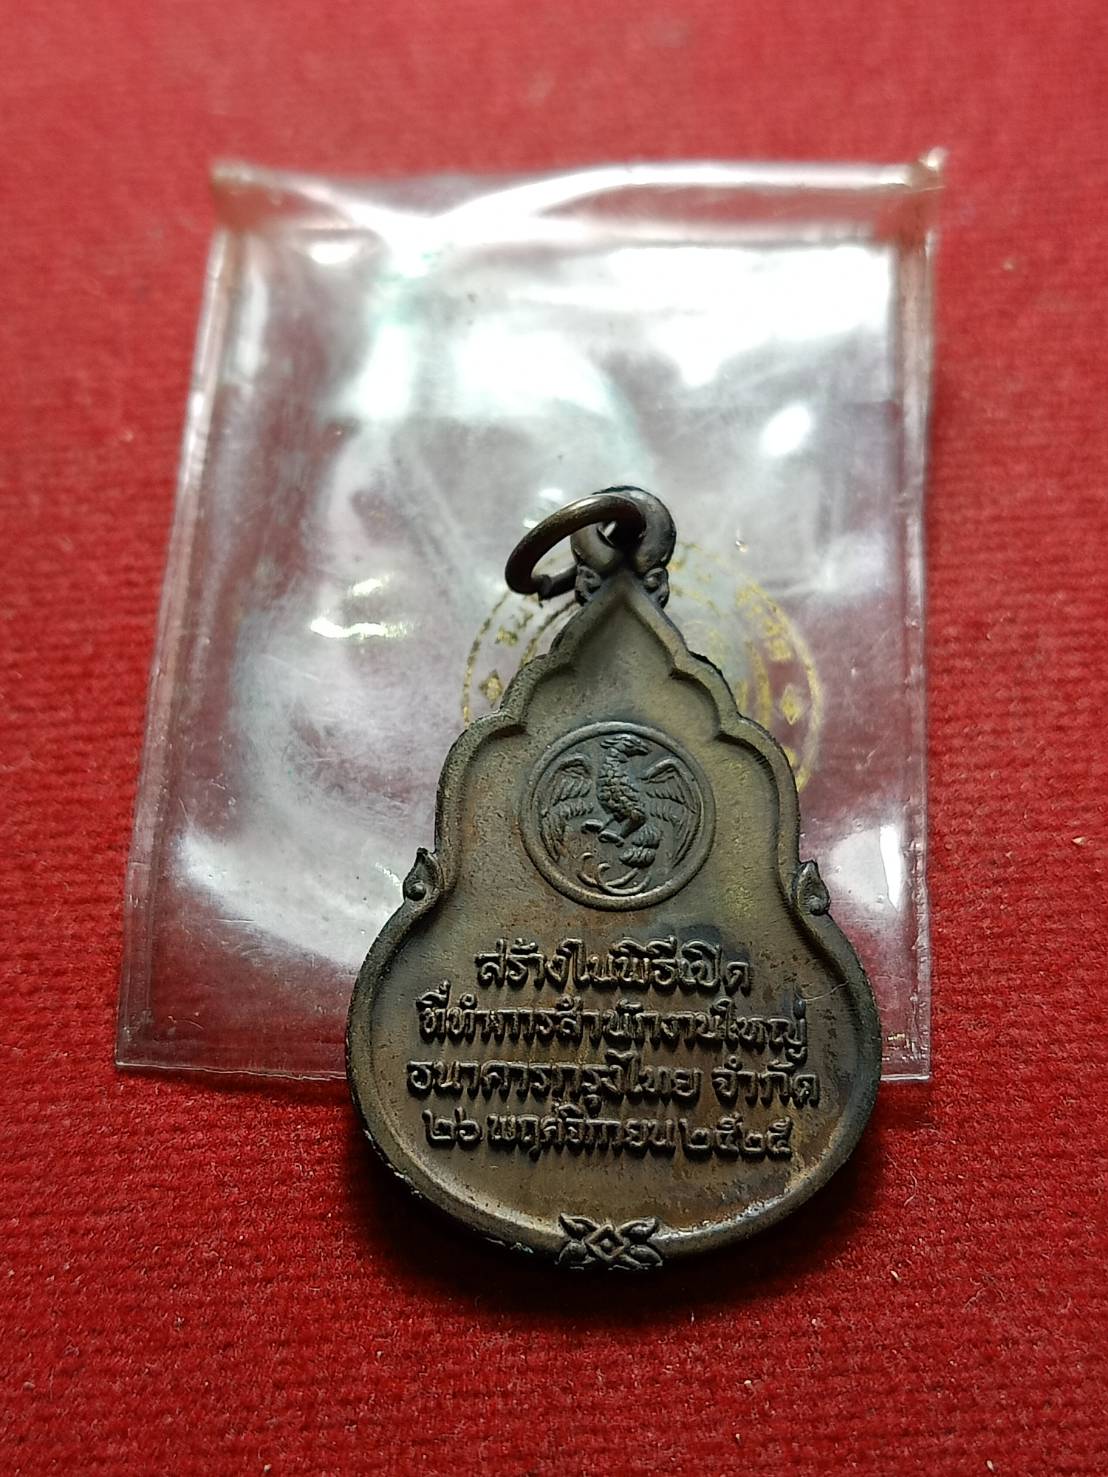 สร้างในพิธีเปิด
ที่ทำการสำนักงานใหญ่
ธนาคารกรุงไทย จำกัด
๒๖ พฤศจิกายน ๒๕๒๕